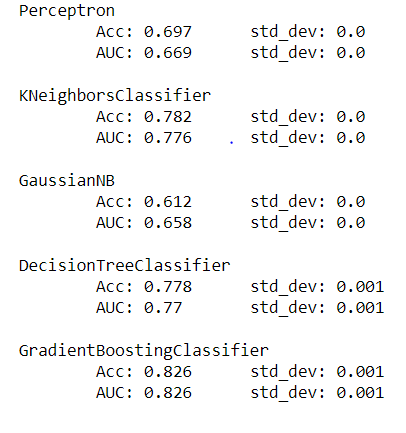 Perceptron
Acc: 0.697 std_dev: 0.0
AUC: 0.669 std_dev: 0.0
KNeighborsClassifier
Acc: 0.782 std_dev: 0.0
AUC: 0.776 std_dev: 0.0
GaussianNB
Acc: 0.612 std_dev: 0.0
AUC: 0.658 std_dev: 0.0
DecisionTreeClassifier
Acc: 0.778 std_dev: 0.001
AUC: 0.77 std_dev: 0.001
GradientBoostingClassifier
Acc: 0.826 std_dev: 0.001
AUC: 0.826 std_dev: 0.001